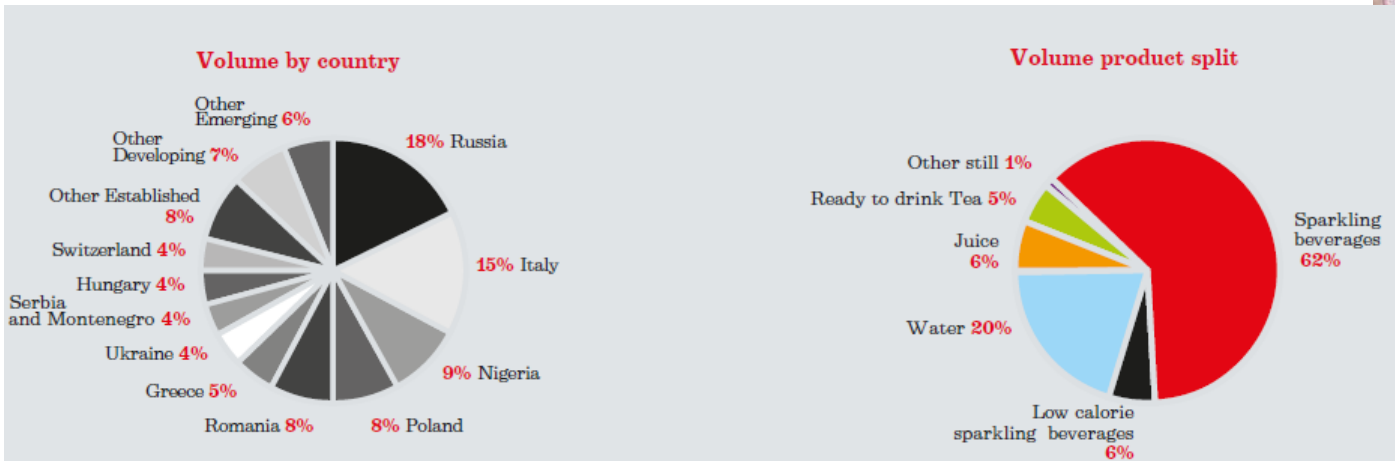 Volume by country
Other
Emerging 6%
Other
Developing 7%
Other Established
8%
Switzerland 4%
Hungary 4%
Serbia
and Montenegro 4%
Ukraine 4%
Greece 5%
Romania 8%
8% Poland
9% Nigeria
15% Italy
18% Russia
Volume product split
Other still 1%
Ready to drink Tea 5%
Juice
6%
Water 20%
Low calorie
sparkling beverages
6%
Sparkling
beverages
62%